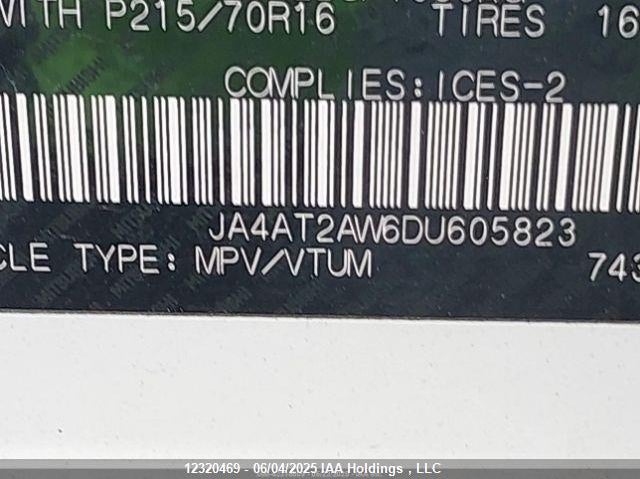 WITH P215/70R16 TIRES 16
COMPLIES: ICES-2
JA4AT2AW6DU605823
CLE TYPE: MPV/VTUM 743
12320469 - 06/04/2025 IAA Holdings , LLC